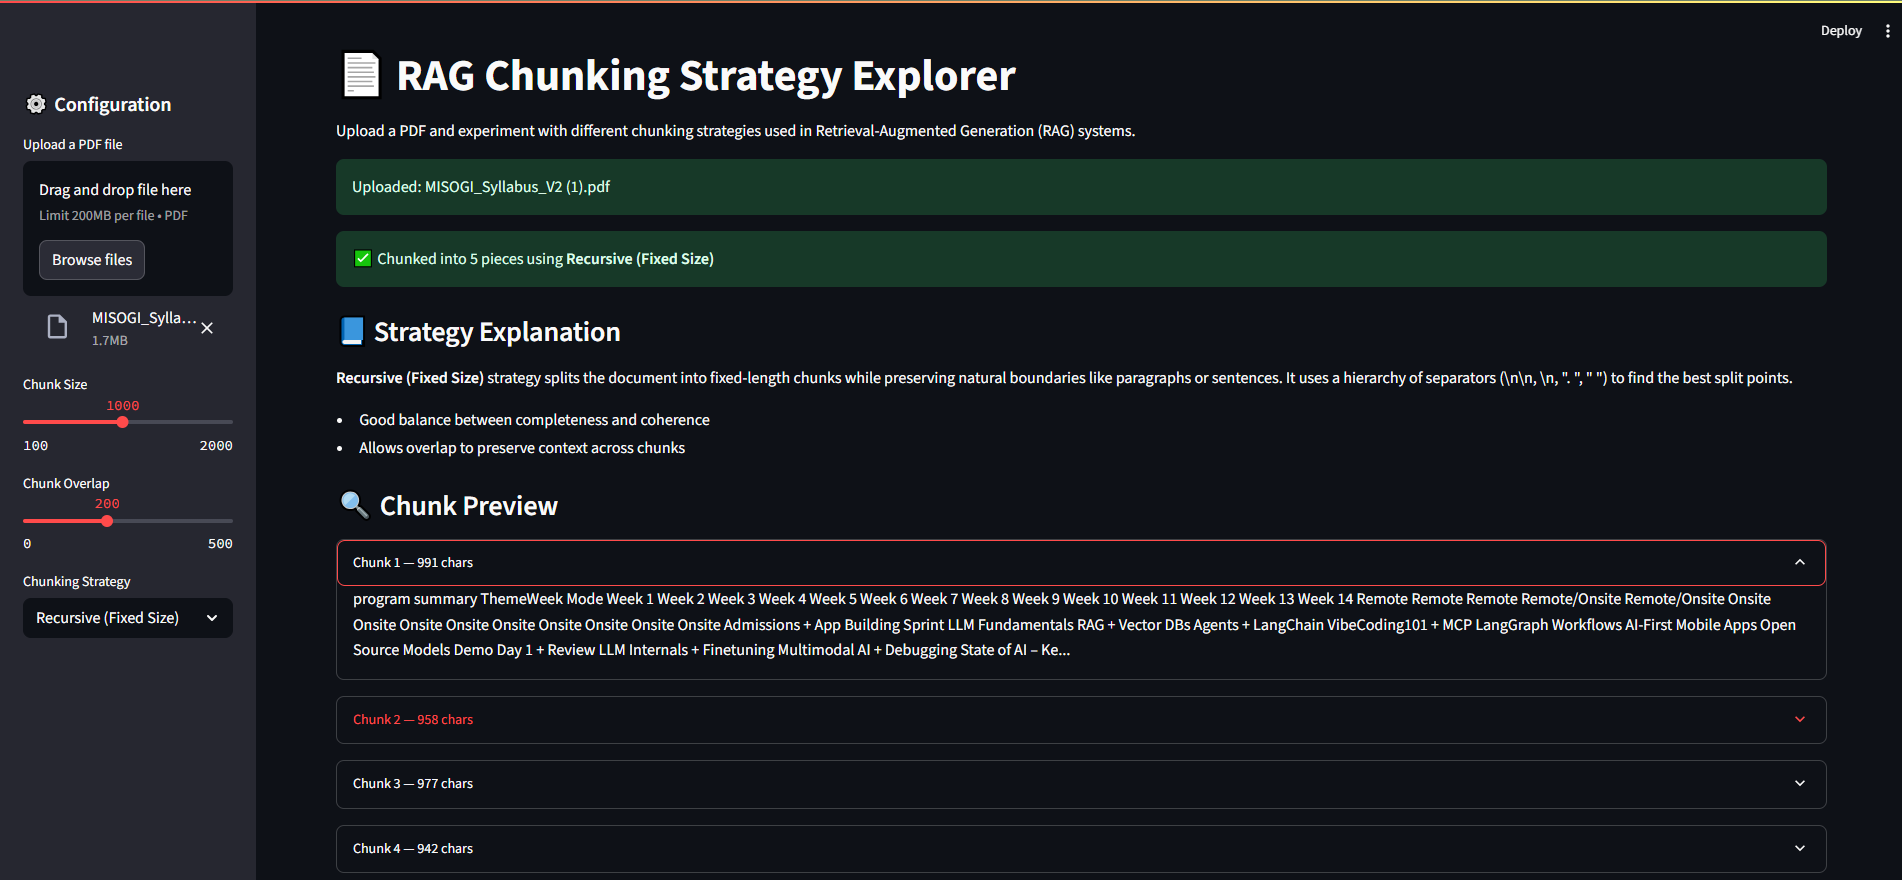 Deploy
Configuration
Upload a PDF file
Drag and drop file here
Limit 200MB per file • PDF
Browse files
MISOGI_Sylla...
1.7MB
Chunk Size
1000
100 2000
Chunk Overlap
200
0 500
Chunking Strategy
Recursive (Fixed Size)
RAG Chunking Strategy Explorer
Upload a PDF and experiment with different chunking strategies used in Retrieval-Augmented Generation (RAG) systems.
Uploaded: MISOGI_Syllabus_V2 (1).pdf
✅ Chunked into 5 pieces using Recursive (Fixed Size)
Strategy Explanation
Recursive (Fixed Size) strategy splits the document into fixed-length chunks while preserving natural boundaries like paragraphs or sentences. It uses a hierarchy of separators (\n\n, \n, ". ", " ") to find the best split points.
• Good balance between completeness and coherence
• Allows overlap to preserve context across chunks
Chunk Preview
Chunk 1 — 991 chars
program summary ThemeWeek Mode Week 1 Week 2 Week 3 Week 4 Week 5 Week 6 Week 7 Week 8 Week 9 Week 10 Week 11 Week 12 Week 13 Week 14 Remote Remote Remote Remote/Onsite Remote/Onsite Onsite
Onsite Onsite Onsite Onsite Onsite Onsite Onsite Onsite Admissions + App Building Sprint LLM Fundamentals RAG + Vector DBs Agents + LangChain VibeCoding101 + MCP LangGraph Workflows AI-First Mobile Apps Open
Source Models Demo Day 1 + Review LLM Internals + Finetuning Multimodal AI + Debugging State of AI – Ke...
Chunk 2 — 958 chars
Chunk 3 — 977 chars
Chunk 4 — 942 chars